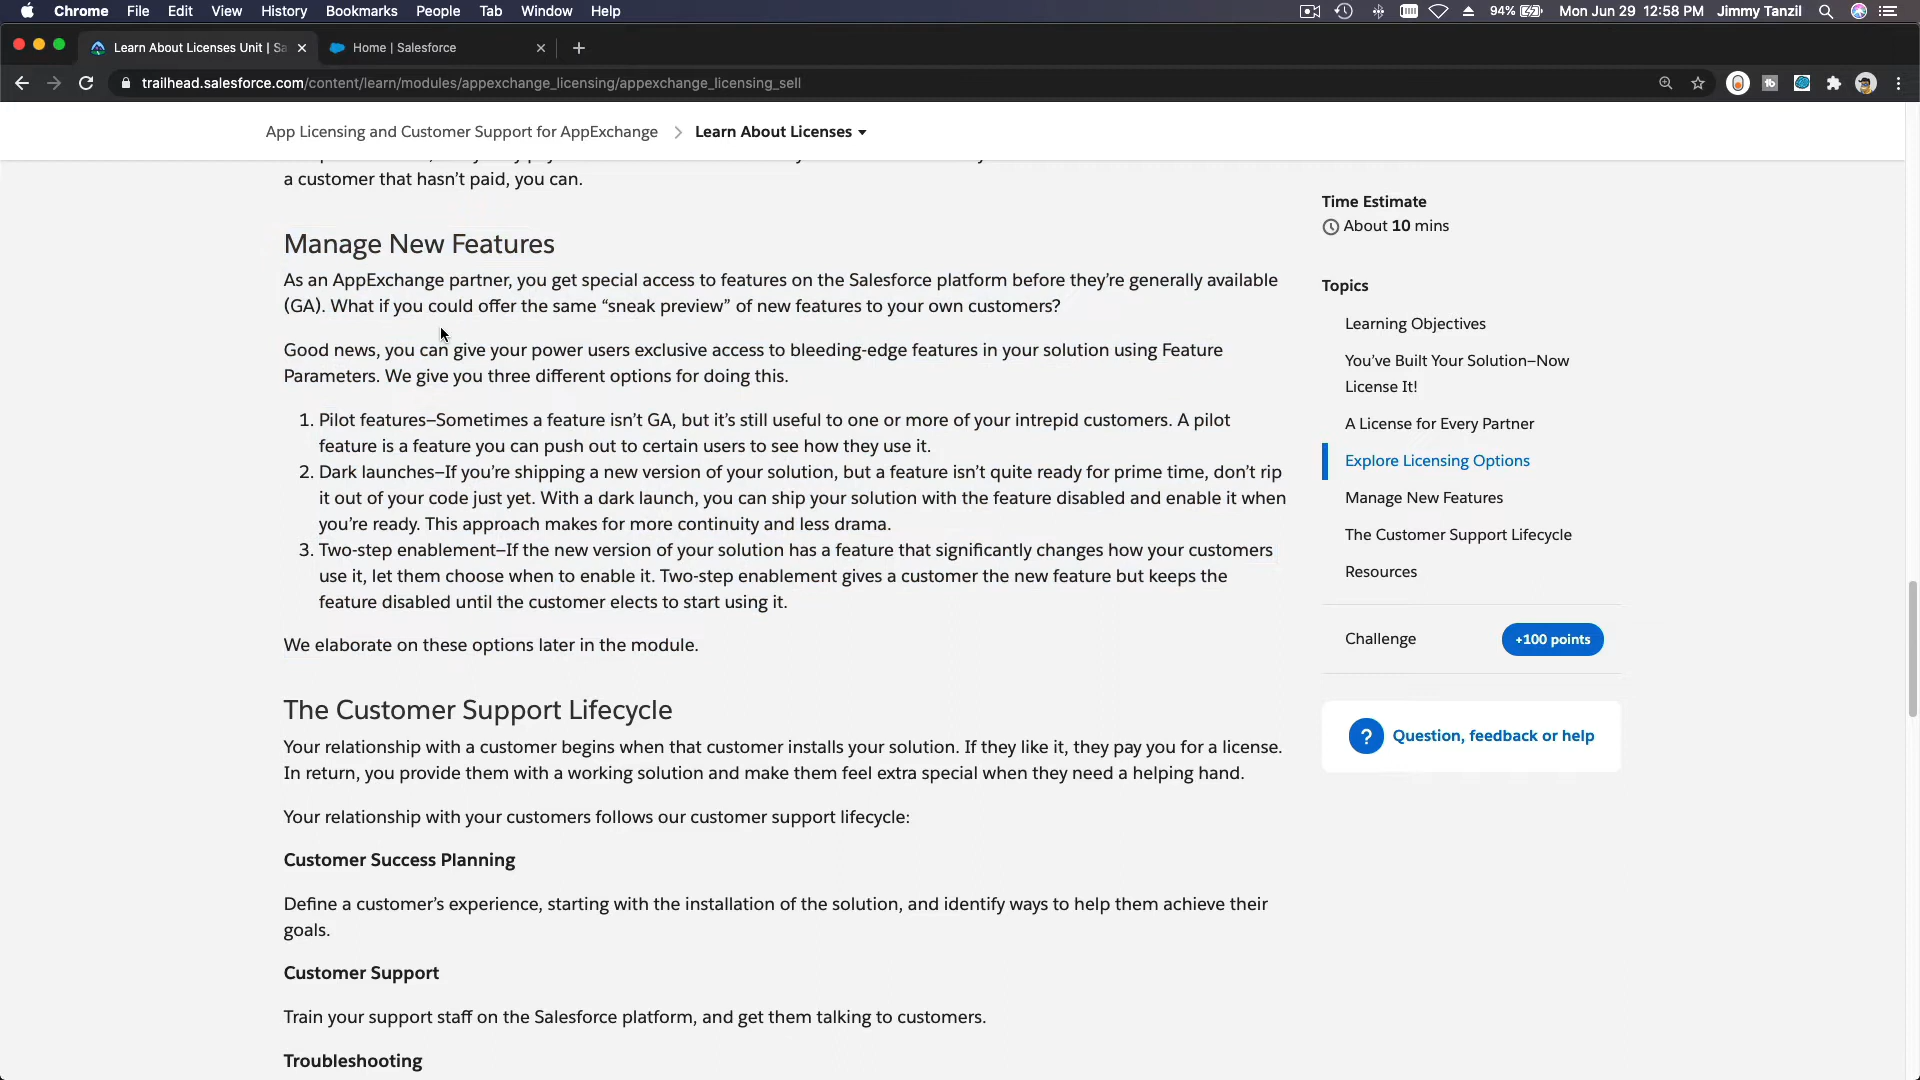 Chrome File Edit View History Bookmarks People Tab Window Help 94% Mon Jun 29 12:58 PM Jimmy Tanzil
Learn About Licenses Unit | Sa Home | Salesforce
trailhead.salesforce.com/content/learn/modules/appexchange_licensing/appexchange_licensing_sell
App Licensing and Customer Support for AppExchange > Learn About Licenses
a customer that hasn't paid, you can.
Manage New Features
As an AppExchange partner, you get special access to features on the Salesforce platform before they're generally available
(GA). What if you could offer the same “sneak preview” of new features to your own customers?
Good news, you can give your power users exclusive access to bleeding-edge features in your solution using Feature
Parameters. We give you three different options for doing this.
1. Pilot features—Sometimes a feature isn't GA, but it's still useful to one or more of your intrepid customers. A pilot
feature is a feature you can push out to certain users to see how they use it.
2. Dark launches—If you're shipping a new version of your solution, but a feature isn't quite ready for prime time, don't rip
it out of your code just yet. With a dark launch, you can ship your solution with the feature disabled and enable it when
you're ready. This approach makes for more continuity and less drama.
3. Two-step enablement—If the new version of your solution has a feature that significantly changes how your customers
use it, let them choose when to enable it. Two-step enablement gives a customer the new feature but keeps the
feature disabled until the customer elects to start using it.
We elaborate on these options later in the module.
The Customer Support Lifecycle
Your relationship with a customer begins when that customer installs your solution. If they like it, they pay you for a license.
In return, you provide them with a working solution and make them feel extra special when they need a helping hand.
Your relationship with your customers follows our customer support lifecycle:
Customer Success Planning
Define a customer's experience, starting with the installation of the solution, and identify ways to help them achieve their
goals.
Customer Support
Train your support staff on the Salesforce platform, and get them talking to customers.
Troubleshooting
Time Estimate
About 10 mins
Topics
Learning Objectives
You've Built Your Solution—Now
License It!
A License for Every Partner
Explore Licensing Options
Manage New Features
The Customer Support Lifecycle
Resources
Challenge +100 points
? Question, feedback or help